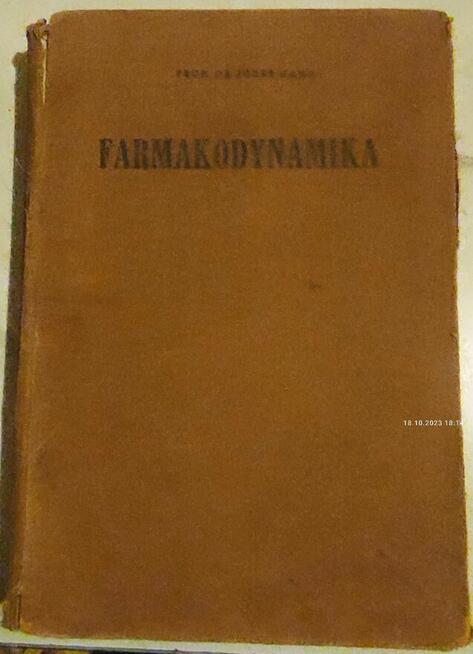 PROF. DR JÓZEF HANO
FARMAKODYNAMIKA
18.10.2023 18:14